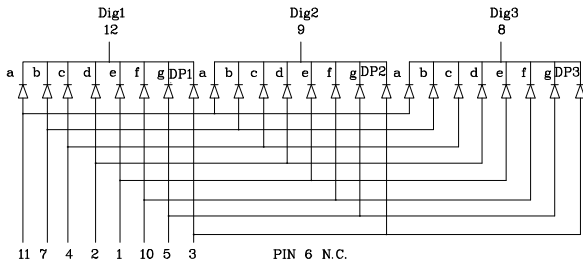 Dig1 Dig2 Dig3
12 9 8
a b c d e f g DP1 a b c d e f g DP2 a b c d e f g DP3
11 7 4 2 1 10 5 3 PIN 6 N.C.